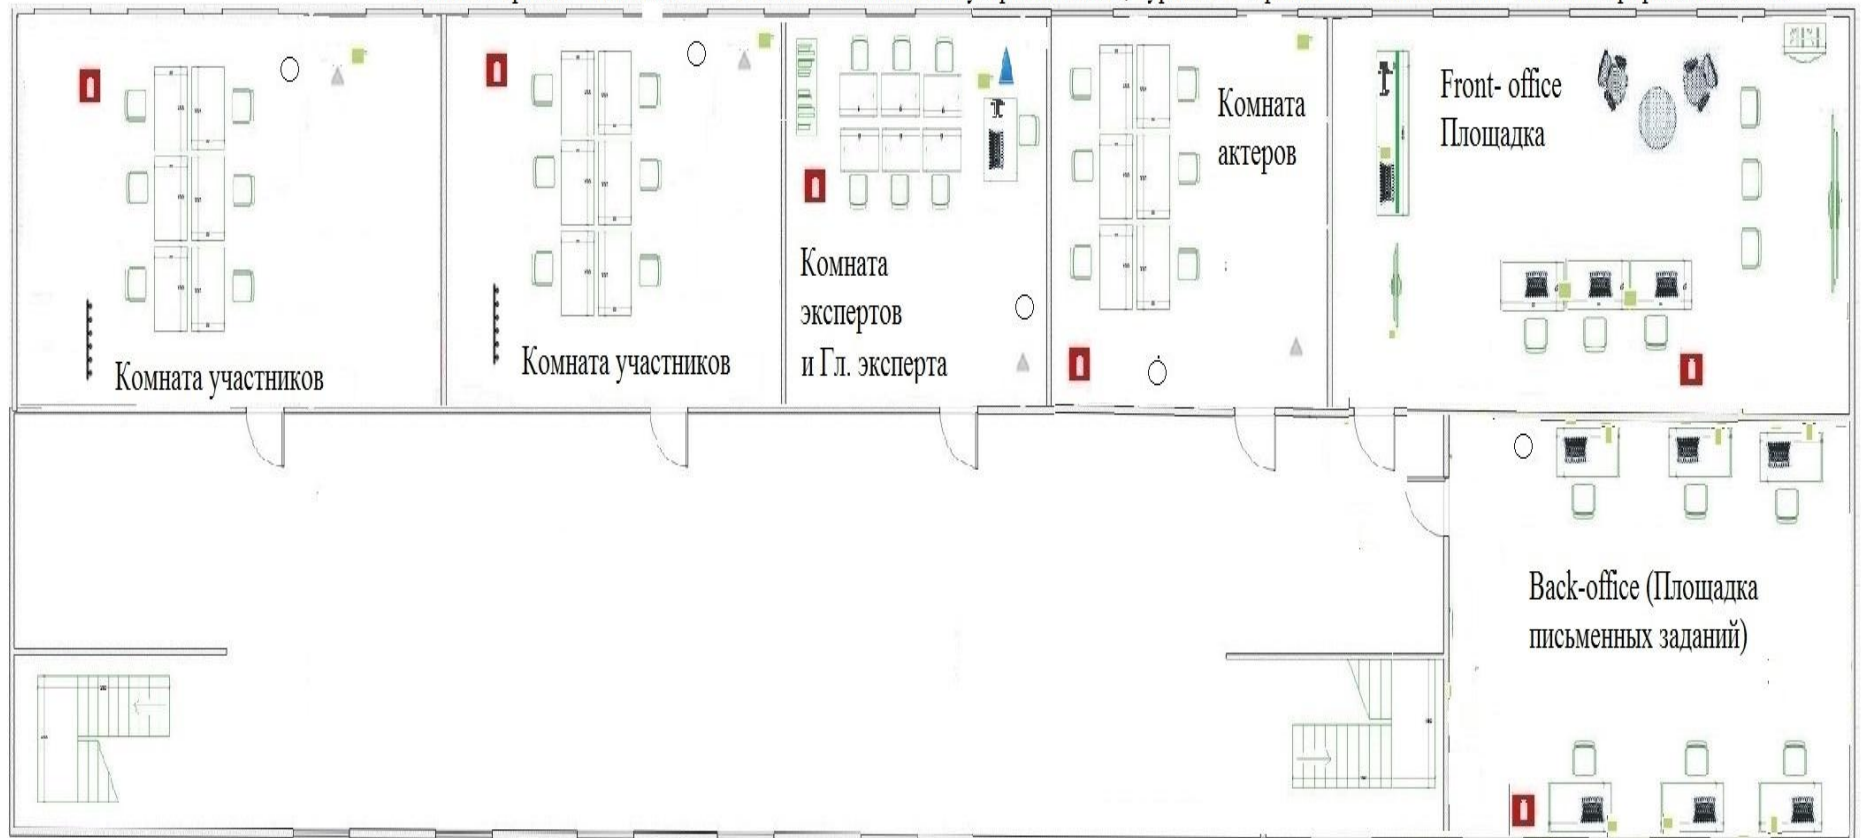 Комната участников
Комната участников
Комната
экспертов
и Гл. эксперта
Комната
актеров
Front- office
Площадка
Back-office (Площадка
письменных заданий)